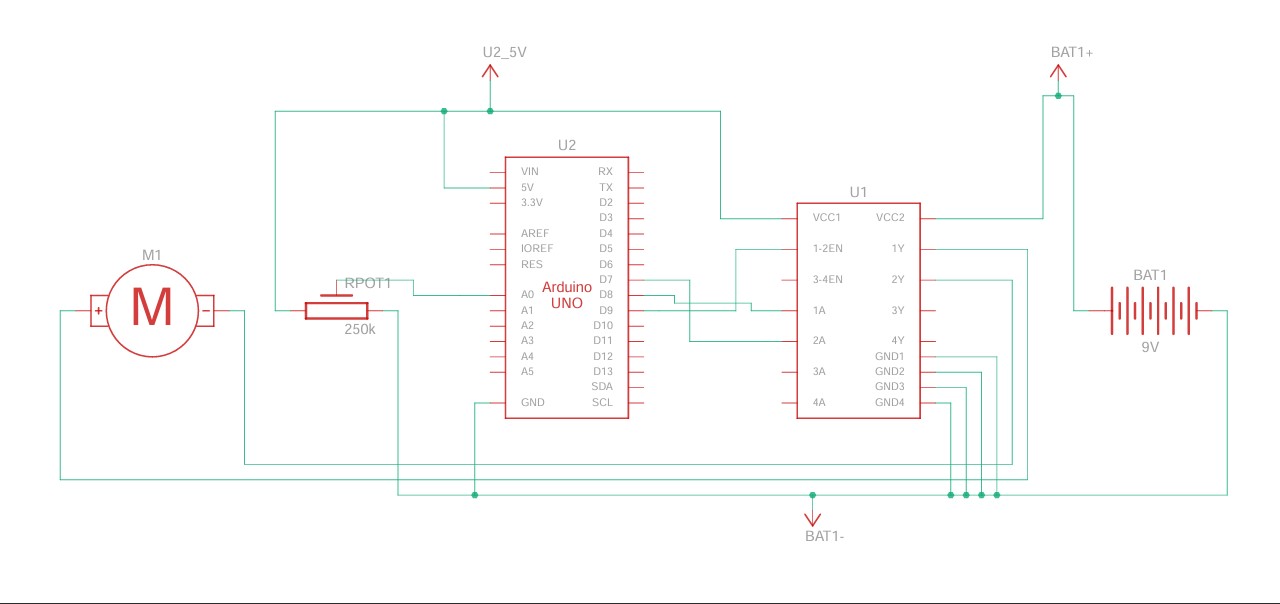 U2_5V
BAT1+
U2
VIN
RX
5V
TX
3.3V
D2
D3
AREF
D4
IOREF
D5
RES
D6
D7
A0
D8
A1
D9
A2
D10
A3
D11
A4
D12
A5
D13
SDA
GND
SCL
Arduino
UNO
U1
VCC1
VCC2
1-2EN
1Y
3-4EN
2Y
1A
3Y
2A
4Y
GND1
3A
GND2
GND3
4A
GND4
M1
+
M
-
RPOT1
250k
BAT1
9V
BAT1-